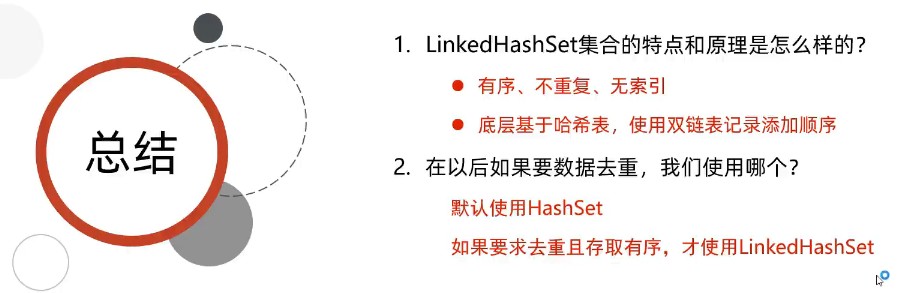 总结
1. LinkedHashSet集合的特点和原理是怎么样的？
有序、不重复、无索引
底层基于哈希表，使用双链表记录添加顺序
2. 在以后如果要数据去重，我们使用哪个？
默认使用HashSet
如果要求去重且存取有序，才使用LinkedHashSet